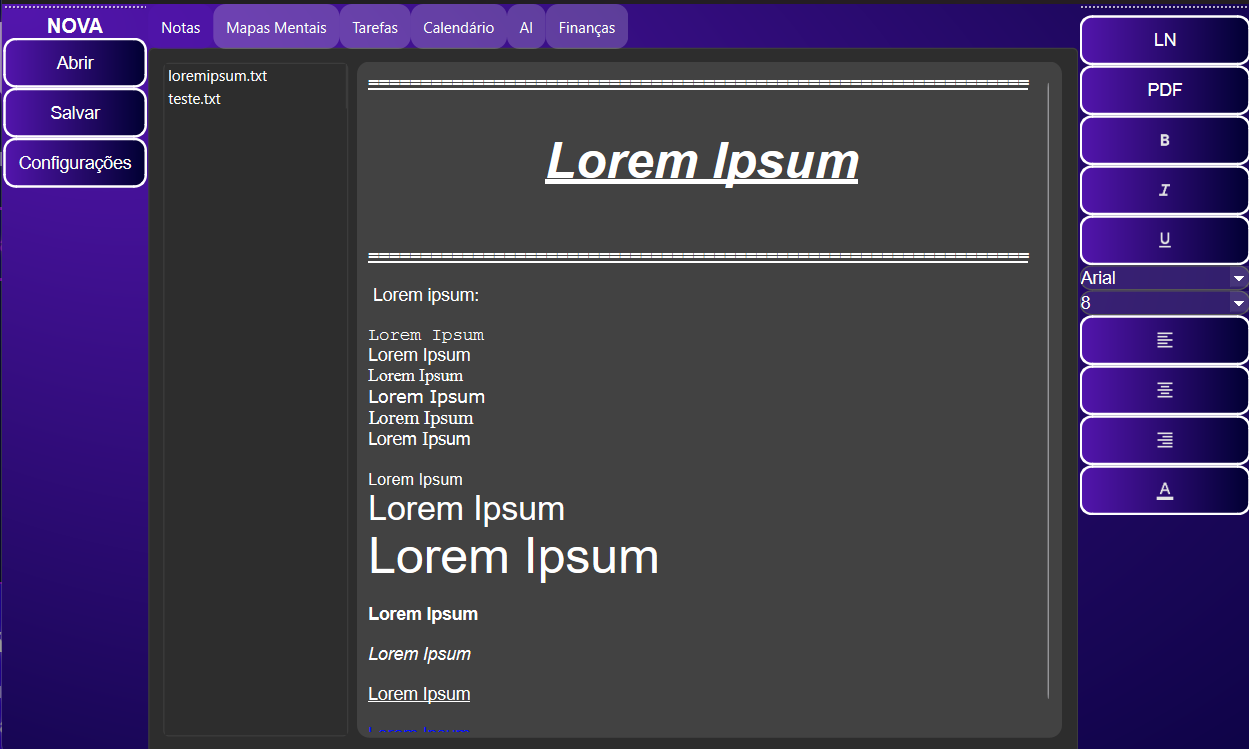 NOVA
Abrir
Salvar
Configurações
Notas
Mapas Mentais
Tarefas
Calendário
AI
Finanças
loremipsum.txt
teste.txt
==================================================================
Lorem Ipsum
==================================================================
Lorem ipsum:
Lorem Ipsum
Lorem Ipsum
Lorem Ipsum
Lorem Ipsum
Lorem Ipsum
Lorem Ipsum
Lorem Ipsum
Lorem Ipsum
Lorem Ipsum
Lorem Ipsum
Lorem Ipsum
Lorem Ipsum
Lorem Ipsum
LN
PDF
B
I
U
Arial
8
A